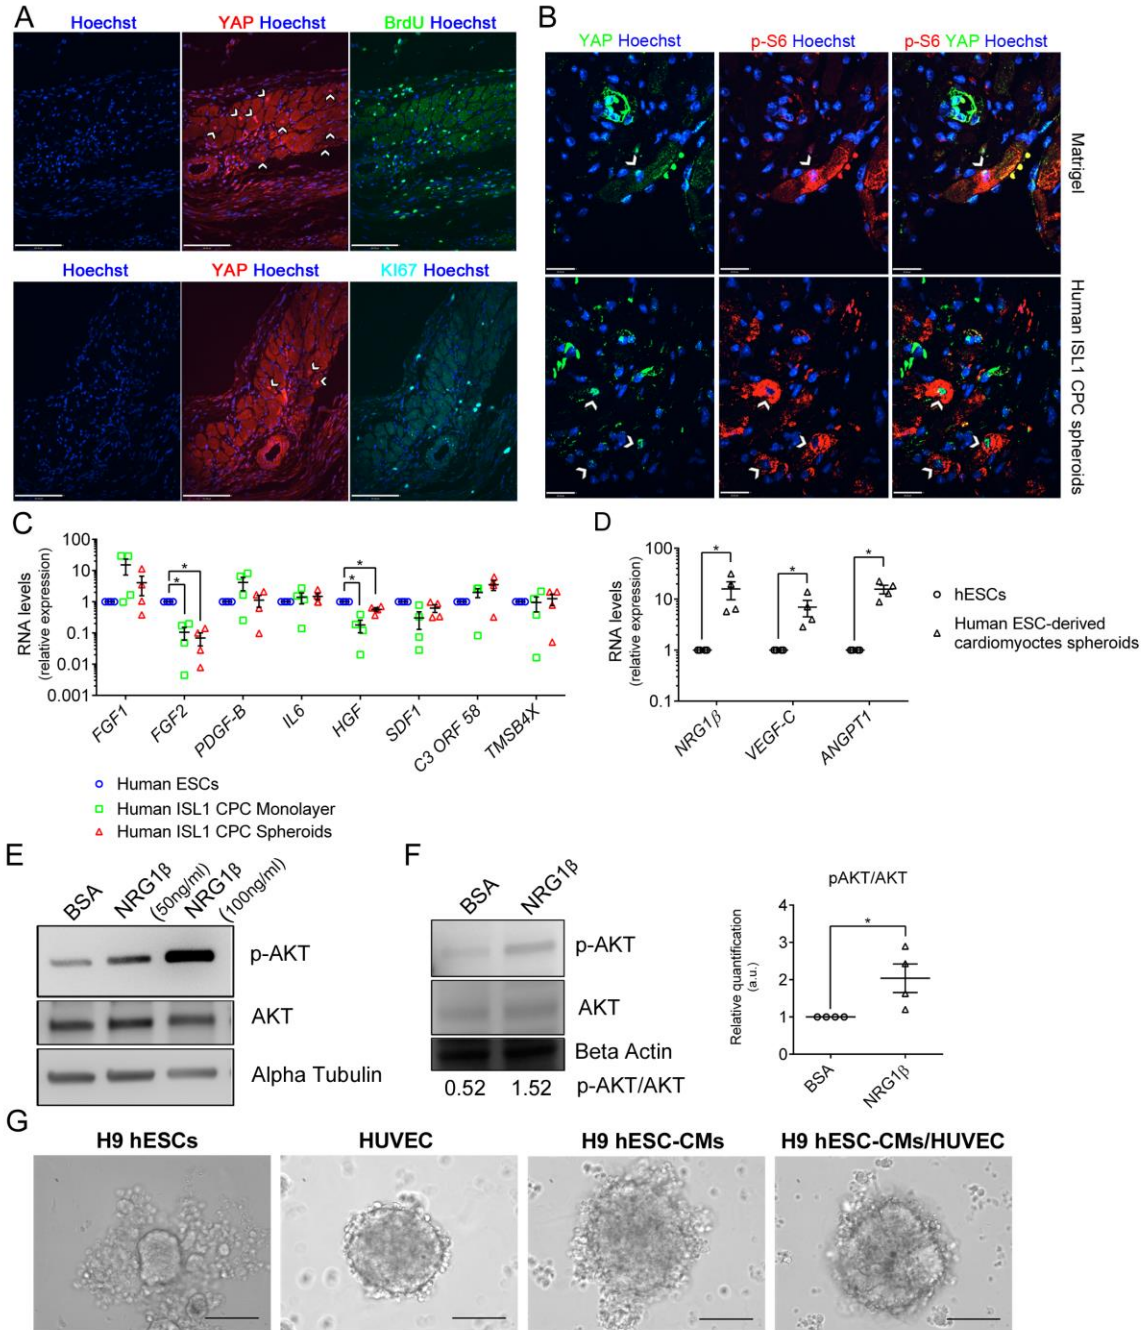 A
Hoechst
YAP Hoechst
BrdU Hoechst
Hoechst
YAP Hoechst
KI67 Hoechst
B
YAP Hoechst
p-S6 Hoechst
p-S6 YAP Hoechst
Matrigel
Human ISL1 CPC spheroids
C
RNA levels
(relative expression)
100
10
1
0.1
0.01
0.001
* *
* *
FGF1
FGF2
PDGF-B
IL6
HGF
SDF1
C3 ORF 58
TMSB4X
Human ESCs
Human ISL1 CPC Monolayer
Human ISL1 CPC Spheroids
D
RNA levels
(relative expression)
100
10
1
0.1
*
*
*
NRG1β
VEGF-C
ANGPT1
hESCs
Human ESC-derived
cardiomyoctes spheroids
E
BSA
NRG1β
(50ng/ml)
NRG1β
(100ng/ml)
p-AKT
AKT
Alpha Tubulin
F
BSA
NRG1β
p-AKT
AKT
Beta Actin
0.52 1.52 p-AKT/AKT
pAKT/AKT
Relative quantification
(a.u.)
4
3
2
1
0
*
BSA
NRG1β
G
H9 hESCs
HUVEC
H9 hESC-CMs
H9 hESC-CMs/HUVEC